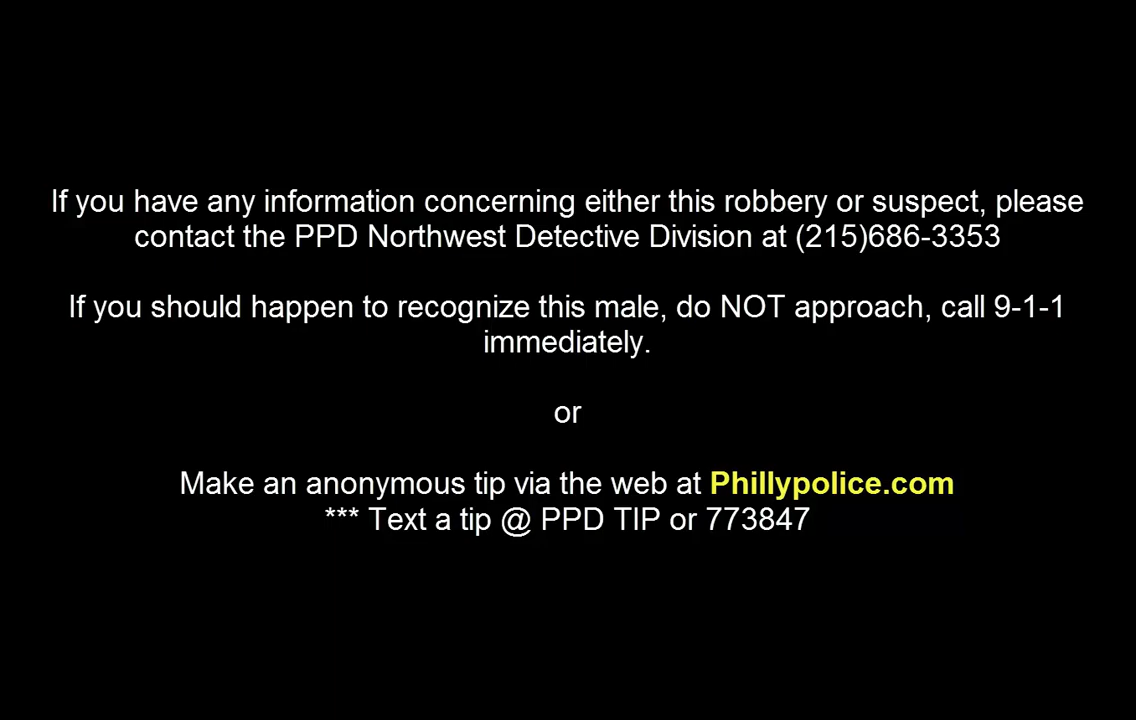 If you have any information concerning either this robbery or suspect, please
contact the PPD Northwest Detective Division at (215)686-3353
If you should happen to recognize this male, do NOT approach, call 9-1-1
immediately.
or
Make an anonymous tip via the web at Phillypolice.com
*** Text a tip @ PPD TIP or 773847